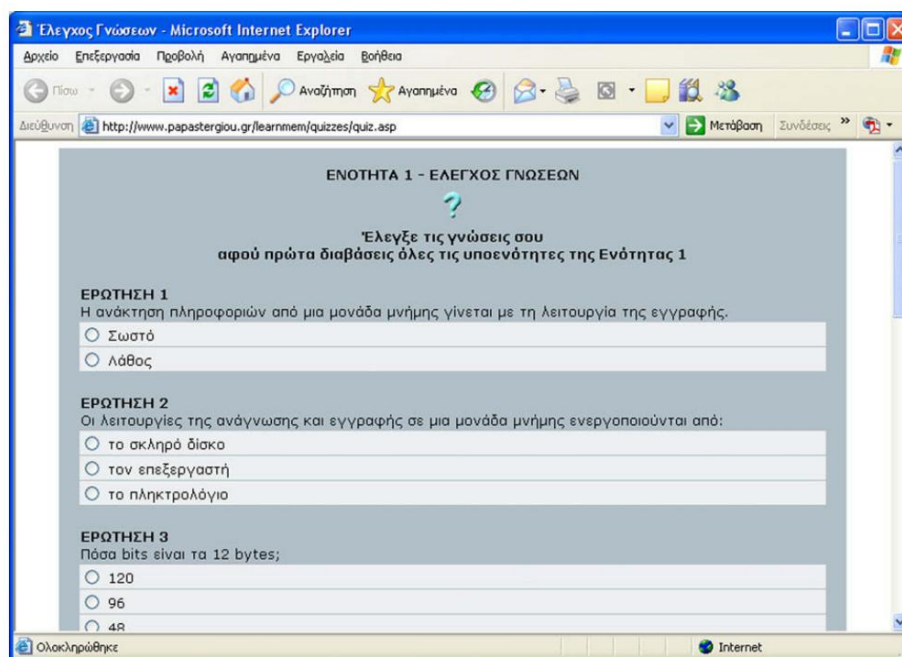 Έλεγχος Γνώσεων - Microsoft Internet Explorer
Αρχείο Επεξεργασία Προβολή Αγαπημένα Εργαλεία Βοήθεια
Πίσω Αναζήτηση Αγαπημένα
Διεύθυνση http://www.papastergiou.gr/learnmem/quizzes/quiz.asp Μετάβαση Συνδέσεις »
ΕΝΟΤΗΤΑ 1 - ΕΛΕΓΧΟΣ ΓΝΩΣΕΩΝ
?
Έλεγξε τις γνώσεις σου
αφού πρώτα διαβάσεις όλες τις υποενότητες της Ενότητας 1
ΕΡΩΤΗΣΗ 1
Η ανάκτηση πληροφοριών από μια μονάδα μνήμης γίνεται με τη λειτουργία της εγγραφής.
Σωστό
Λάθος
ΕΡΩΤΗΣΗ 2
Οι λειτουργίες της ανάγνωσης και εγγραφής σε μια μονάδα μνήμης ενεργοποιούνται από:
το σκληρό δίσκο
τον επεξεργαστή
το πληκτρολόγιο
ΕΡΩΤΗΣΗ 3
Πόσα bits είναι τα 12 bytes;
120
96
48
Ολοκληρώθηκε Internet